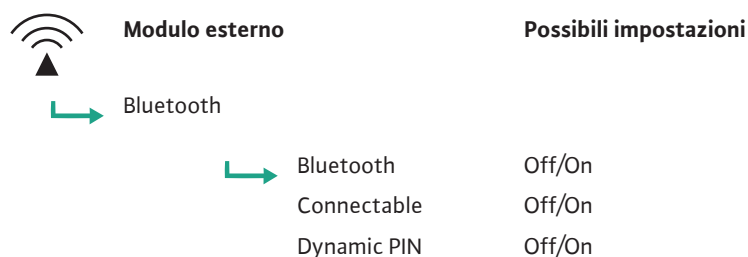 Modulo esterno Possibili impostazioni
Bluetooth
Bluetooth Off/On
Connectable Off/On
Dynamic PIN Off/On